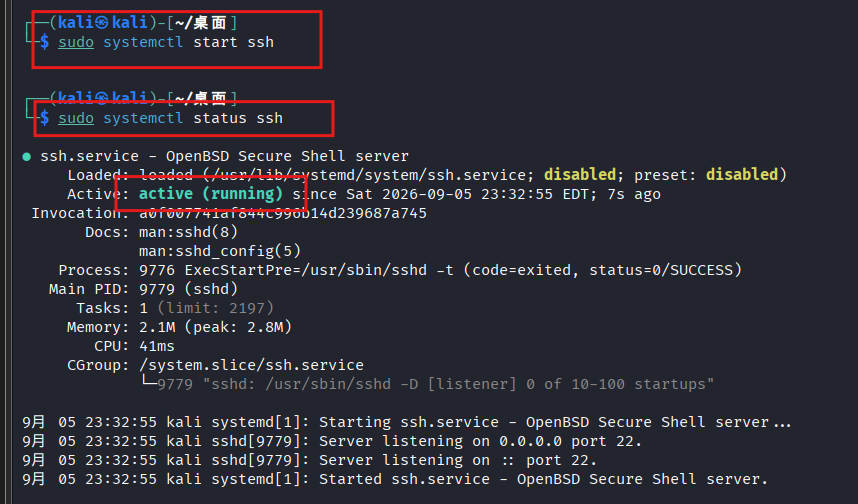 ┌──(kali㉿kali)-[~/桌面]
└─$ sudo systemctl start ssh
┌──(kali㉿kali)-[~/桌面]
└─$ sudo systemctl status ssh
● ssh.service - OpenBSD Secure Shell server
Loaded: loaded (/usr/lib/systemd/system/ssh.service; disabled; preset: disabled)
Active: active (running) since Sat 2026-09-05 23:32:55 EDT; 7s ago
Invocation: a0f007741af844c996b14d239687a745
Docs: man:sshd(8)
man:sshd_config(5)
Process: 9776 ExecStartPre=/usr/sbin/sshd -t (code=exited, status=0/SUCCESS)
Main PID: 9779 (sshd)
Tasks: 1 (limit: 2197)
Memory: 2.1M (peak: 2.8M)
CPU: 41ms
CGroup: /system.slice/ssh.service
└─9779 "sshd: /usr/sbin/sshd -D [listener] 0 of 10-100 startups"
9月 05 23:32:55 kali systemd[1]: Starting ssh.service - OpenBSD Secure Shell server...
9月 05 23:32:55 kali sshd[9779]: Server listening on 0.0.0.0 port 22.
9月 05 23:32:55 kali sshd[9779]: Server listening on :: port 22.
9月 05 23:32:55 kali systemd[1]: Started ssh.service - OpenBSD Secure Shell server.